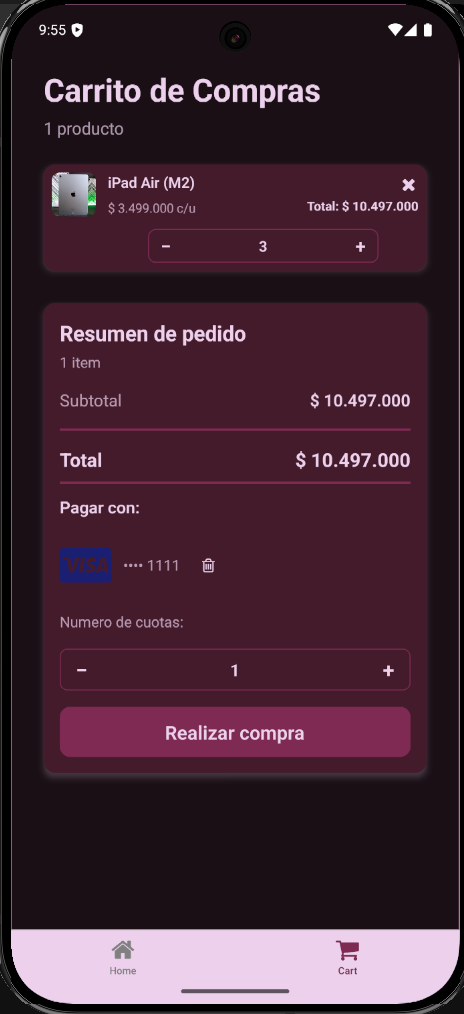 9:55
Carrito de Compras
1 producto
iPad Air (M2)
$ 3.499.000 c/u
Total: $ 10.497.000
− 3 +
Resumen de pedido
1 item
Subtotal $ 10.497.000
Total $ 10.497.000
Pagar con:
VISA •••• 1111
Numero de cuotas:
− 1 +
Realizar compra
Home Cart